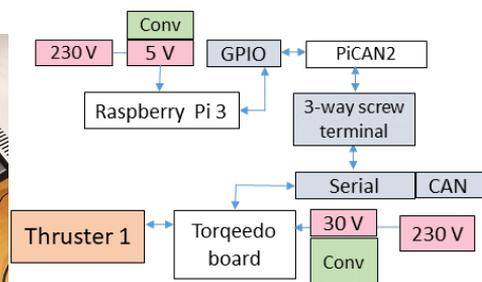 Conv
230 V
5 V
GPIO
PiCAN2
Raspberry Pi 3
3-way screw
terminal
Serial
CAN
Thruster 1
Torqeedo
board
30 V
230 V
Conv